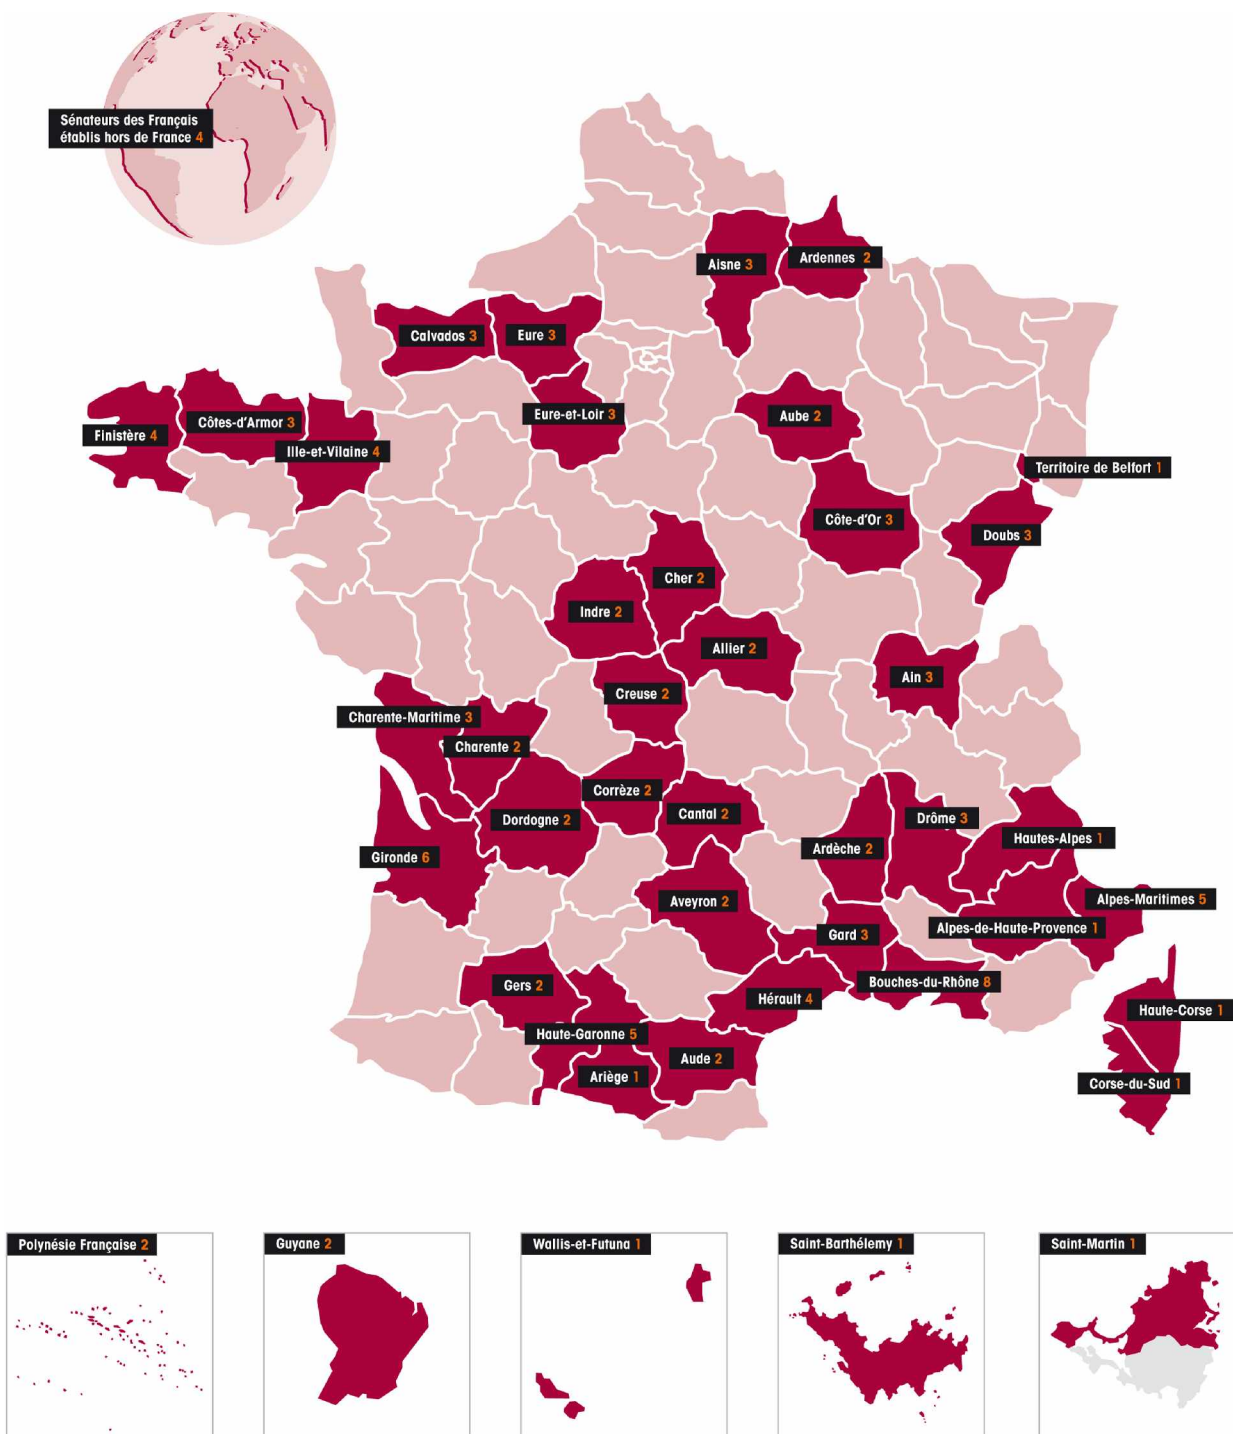 Sénateurs des Français
établis hors de France 4
Aisne 3
Ardennes 2
Calvados 3
Eure 3
Eure-et-Loir 3
Aube 2
Côtes-d'Armor 3
Finistère 4
Ille-et-Vilaine 4
Territoire de Belfort 1
Côte-d'Or 3
Doubs 3
Cher 2
Indre 2
Allier 2
Ain 3
Creuse 2
Charente-Maritime 3
Charente 2
Corrèze 2
Cantal 2
Dordogne 2
Drôme 3
Hautes-Alpes 1
Ardèche 2
Gironde 6
Aveyron 2
Alpes-Maritimes 5
Alpes-de-Haute-Provence 1
Gard 3
Bouches-du-Rhône 8
Gers 2
Hérault 4
Haute-Corse 1
Haute-Garonne 5
Aude 2
Ariège 1
Corse-du-Sud 1
Polynésie Française 2
Guyane 2
Wallis-et-Futuna 1
Saint-Barthélemy 1
Saint-Martin 1